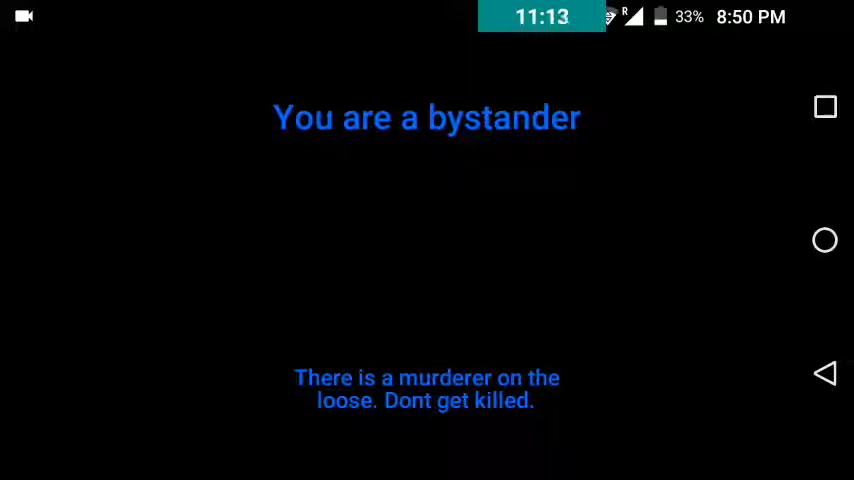 11:13 R 33% 8:50 PM
You are a bystander
There is a murderer on the
loose. Dont get killed.